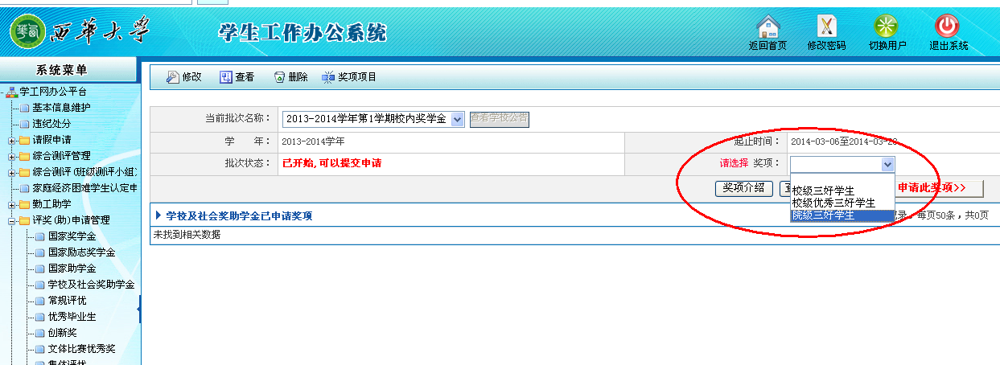 西华大学
学生工作办公系统
返回首页 修改密码 切换用户 退出系统
系统菜单
学工网办公平台
基本信息维护
违纪处分
请假申请
综合测评管理
综合测评(班级测评小组)
家庭经济困难学生认定申
勤工助学
评奖(助)申请管理
国家奖学金
国家励志奖学金
国家助学金
学校及社会奖助学金
常规评优
优秀毕业生
创新奖
文体比赛优秀奖
集体评优
修改 查看 删除 奖项项目
当前批次名称： 2013-2014学年第1学期校内奖学金 查看学校公告
学 年： 2013-2014学年 起止时间： 2014-03-06至2014-03-28
批次状态： 已开始,可以提交申请 请选择 奖项：
校级三好学生
校级优秀三好学生
院级三好学生
奖项介绍 申请此奖项>>
学校及社会奖助学金已申请奖项 记录，每页50条，共0页
未找到相关数据